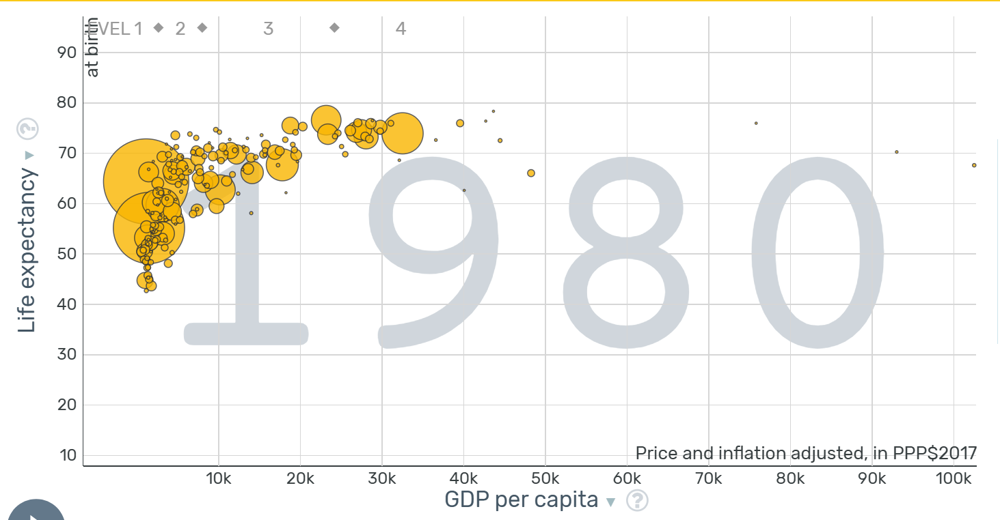 LEVEL 1 ◆ 2 ◆ 3 ◆ 4
at birth
90
80
70
60
50
40
30
20
10
Life expectancy ▼ ?
1980
Price and inflation adjusted, in PPP$2017
10k 20k 30k 40k 50k 60k 70k 80k 90k 100k
GDP per capita ▼ ?